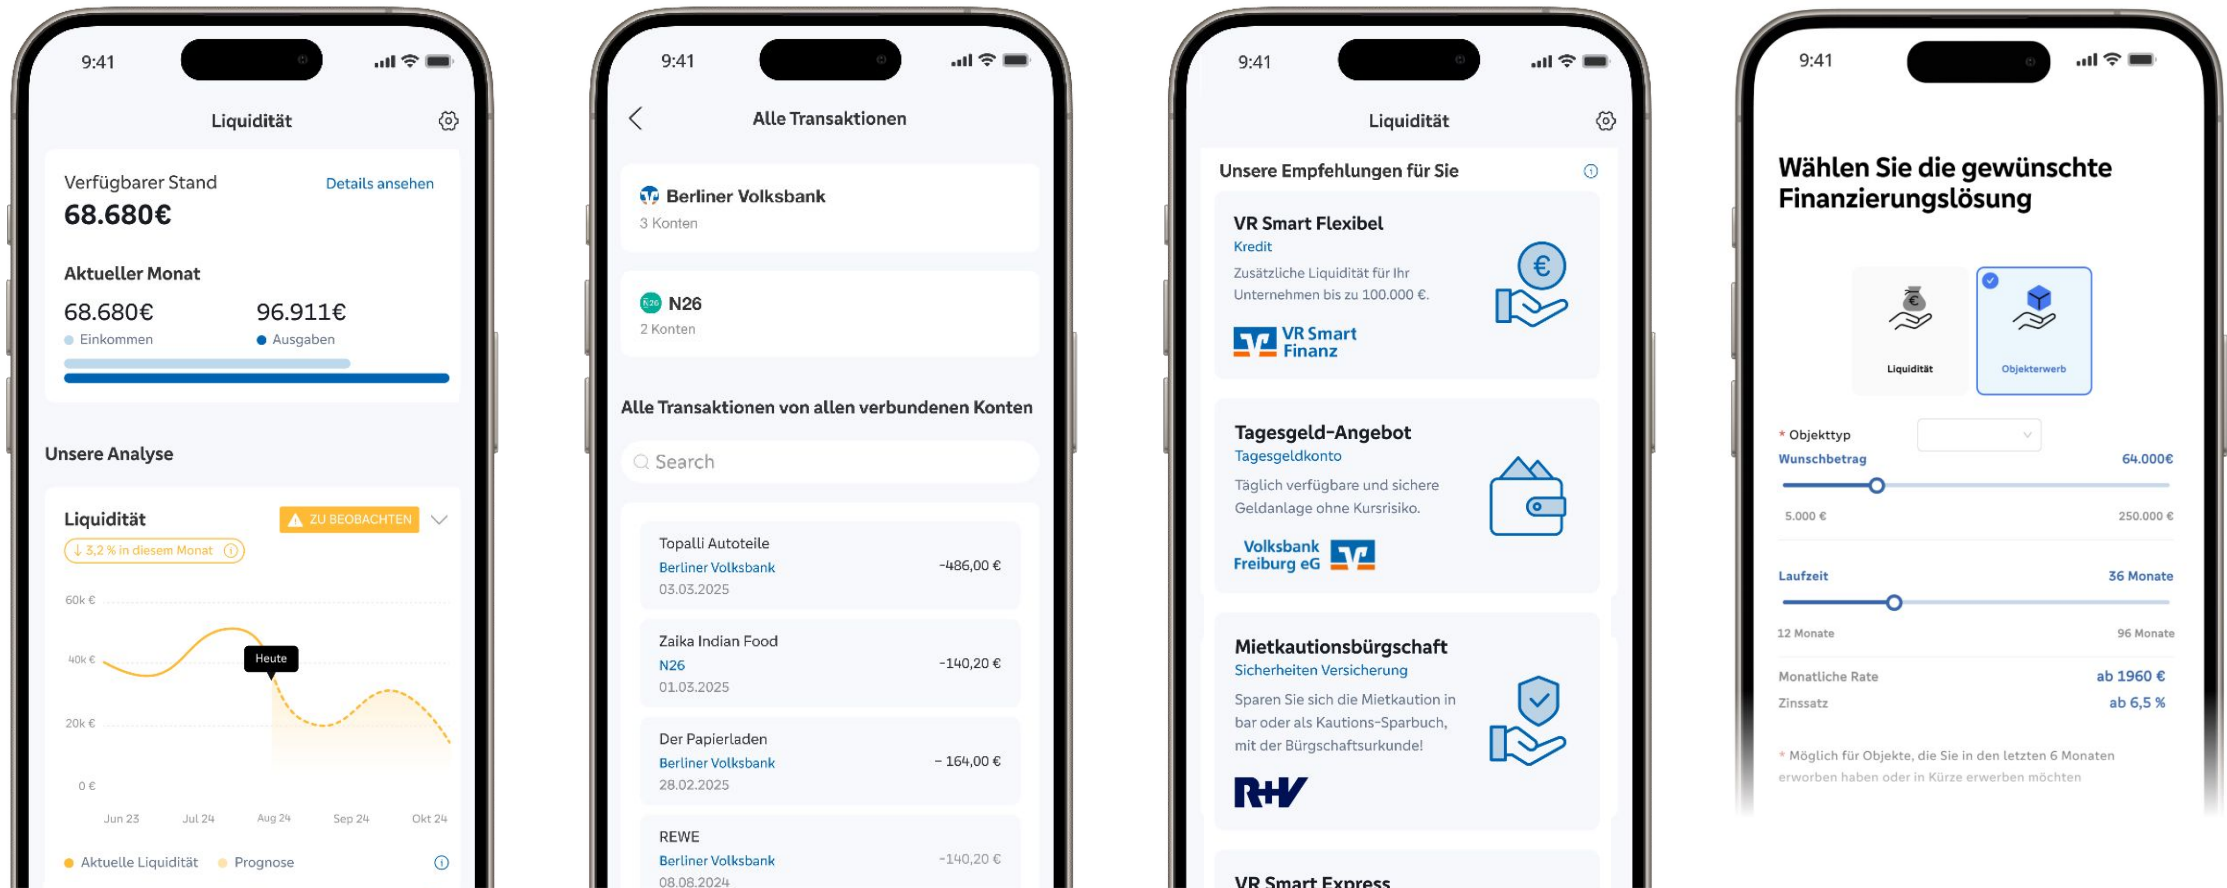 9:41
Liquidität
Verfügbarer Stand
Details ansehen
68.680€
Aktueller Monat
68.680€
96.911€
Einkommen
Ausgaben
Unsere Analyse
Liquidität
ZU BEOBACHTEN
↓ 3,2 % in diesem Monat
60k €
40k €
Heute
20k €
0 €
Jun 23
Jul 24
Aug 24
Sep 24
Okt 24
Aktuelle Liquidität
Prognose
9:41
Alle Transaktionen
Berliner Volksbank
3 Konten
N26
N26
2 Konten
Alle Transaktionen von allen verbundenen Konten
Search
Topalli Autoteile
Berliner Volksbank
-486,00 €
03.03.2025
Zaika Indian Food
N26
-140,20 €
01.03.2025
Der Papierladen
Berliner Volksbank
- 164,00 €
28.02.2025
REWE
Berliner Volksbank
-140,20 €
08.08.2024
9:41
Liquidität
Unsere Empfehlungen für Sie
VR Smart Flexibel
Kredit
Zusätzliche Liquidität für Ihr
Unternehmen bis zu 100.000 €.
€
VR Smart
Finanz
Tagesgeld-Angebot
Tagesgeldkonto
Täglich verfügbare und sichere
Geldanlage ohne Kursrisiko.
Volksbank
Freiburg eG
Mietkautionsbürgschaft
Sicherheiten Versicherung
Sparen Sie sich die Mietkaution in
bar oder als Kautions-Sparbuch,
mit der Bürgschaftsurkunde!
R+V
VR Smart Express
9:41
Wählen Sie die gewünschte
Finanzierungslösung
€
Liquidität
Objekterwerb
* Objekttyp
Wunschbetrag
64.000€
5.000 €
250.000 €
Laufzeit
36 Monate
12 Monate
96 Monate
Monatliche Rate
ab 1960 €
Zinssatz
ab 6,5 %
* Möglich für Objekte, die Sie in den letzten 6 Monaten
erworben haben oder in Kürze erwerben möchten